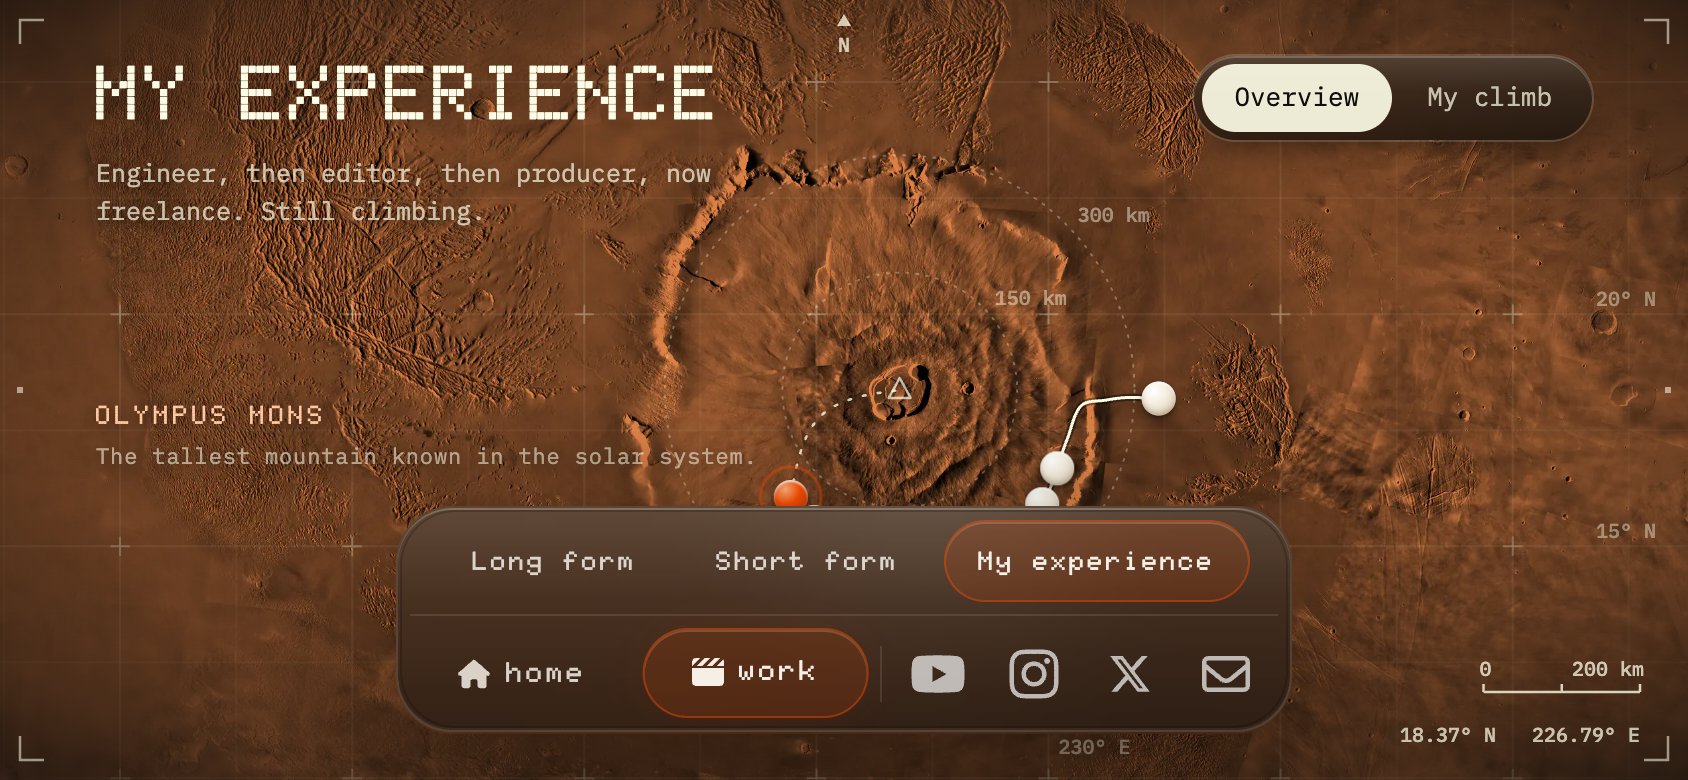 N
MY EXPERIENCE
Overview
My climb
Engineer, then editor, then producer, now
freelance. Still climbing.
300 km
150 km
20° N
OLYMPUS MONS
The tallest mountain known in the solar system.
15° N
Long form
Short form
My experience
home
work
0
200 km
18.37° N
226.79° E
230° E